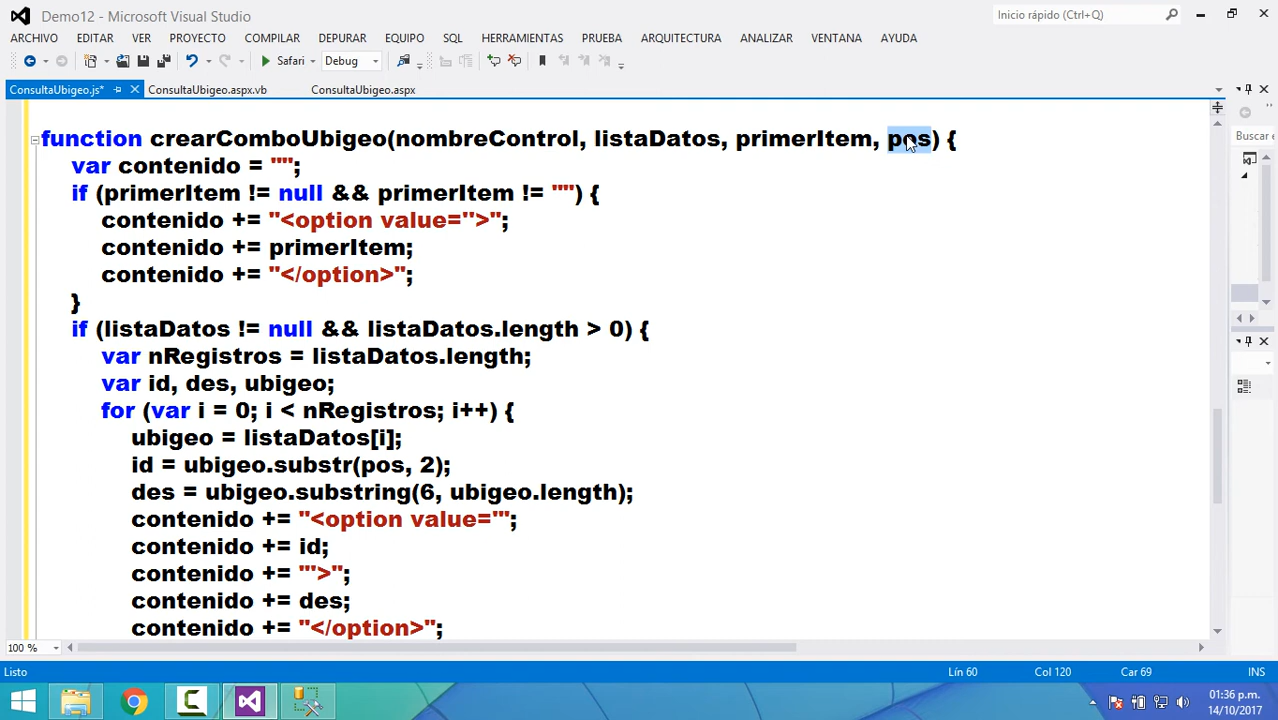 Demo12 - Microsoft Visual Studio
Inicio rápido (Ctrl+Q)
ARCHIVO EDITAR VER PROYECTO COMPILAR DEPURAR EQUIPO SQL HERRAMIENTAS PRUEBA ARQUITECTURA ANALIZAR VENTANA AYUDA
Safari Debug
ConsultaUbigeo.js* ConsultaUbigeo.aspx.vb ConsultaUbigeo.aspx
Buscar e
function crearComboUbigeo(nombreControl, listaDatos, primerItem, pos) {
var contenido = "";
if (primerItem != null && primerItem != "") {
contenido += "<option value=''>";
contenido += primerItem;
contenido += "</option>";
}
if (listaDatos != null && listaDatos.length > 0) {
var nRegistros = listaDatos.length;
var id, des, ubigeo;
for (var i = 0; i < nRegistros; i++) {
ubigeo = listaDatos[i];
id = ubigeo.substr(pos, 2);
des = ubigeo.substring(6, ubigeo.length);
contenido += "<option value='";
contenido += id;
contenido += "'>";
contenido += des;
contenido += "</option>";
100 %
Listo Lín 60 Col 120 Car 69 INS
01:36 p.m.
14/10/2017